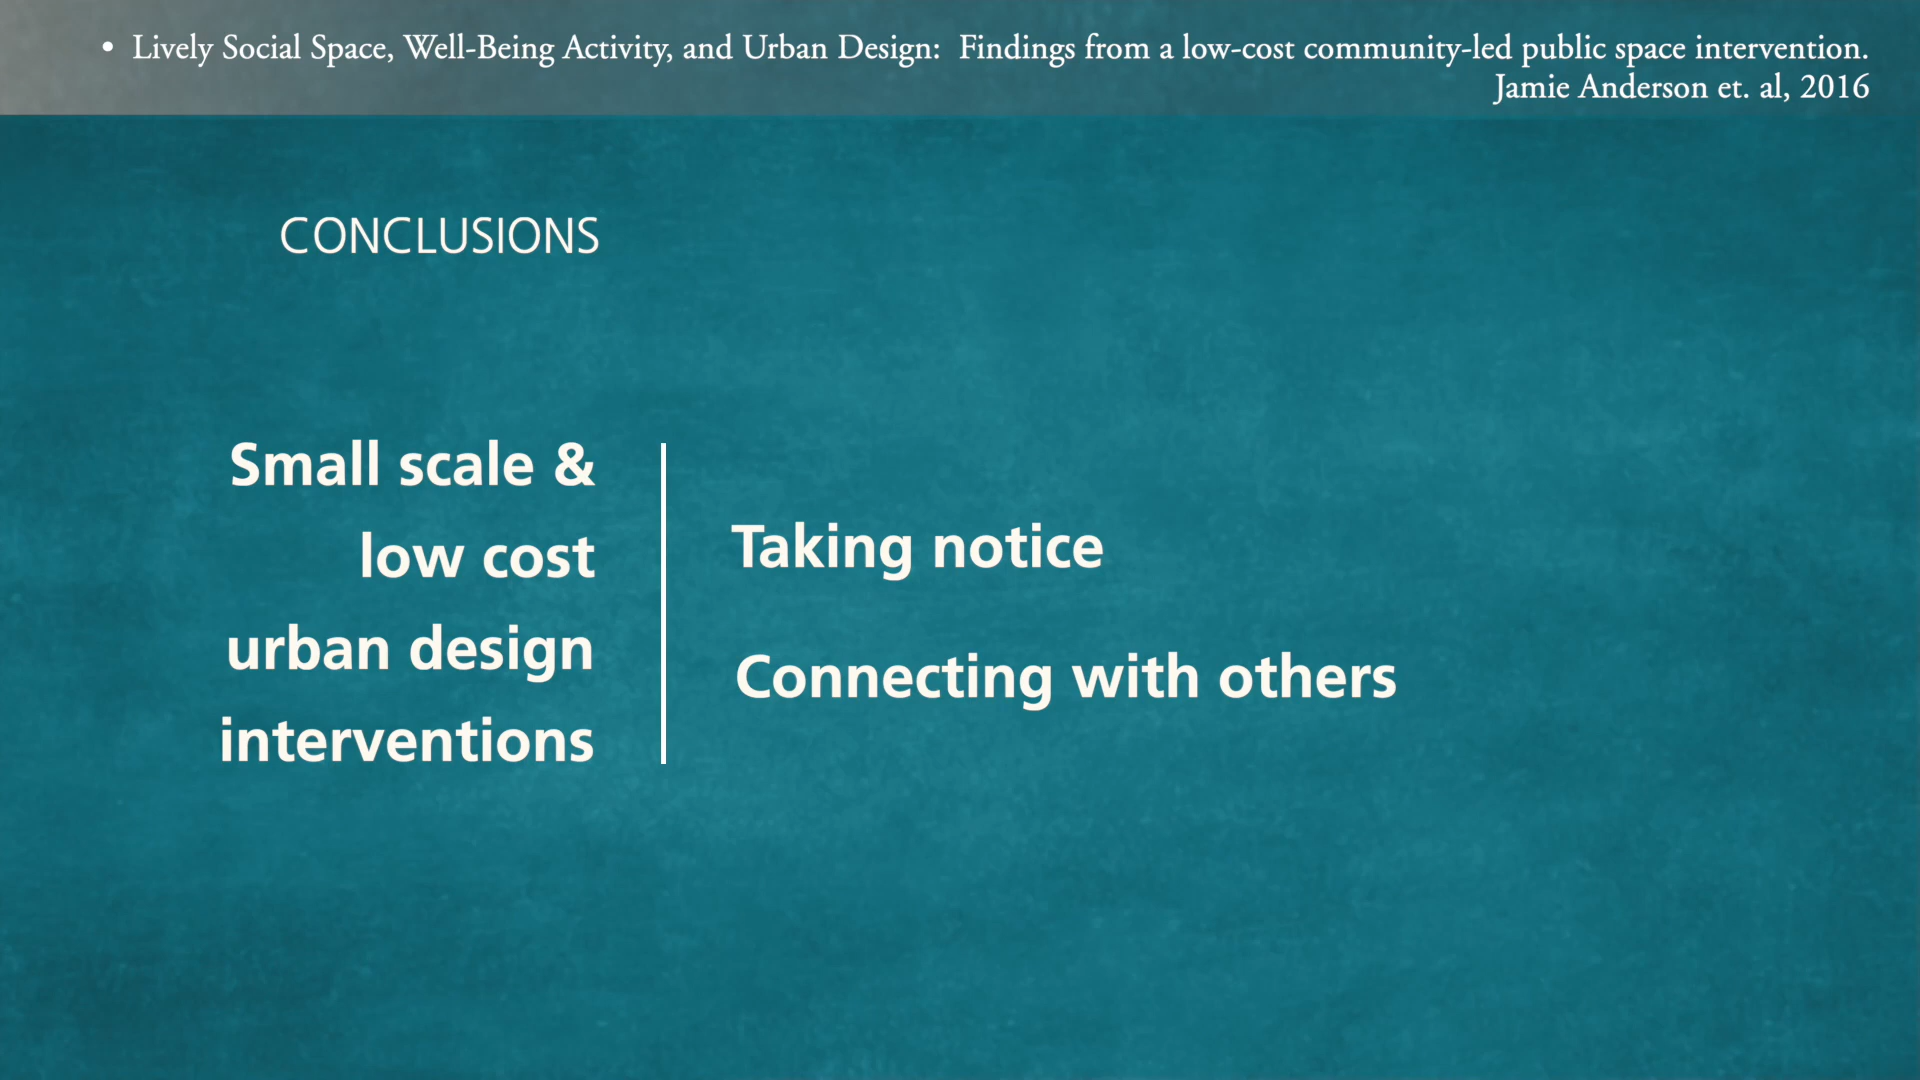 • Lively Social Space, Well-Being Activity, and Urban Design: Findings from a low-cost community-led public space intervention.
Jamie Anderson et. al, 2016
CONCLUSIONS
Small scale &
low cost
urban design
interventions
Taking notice
Connecting with others